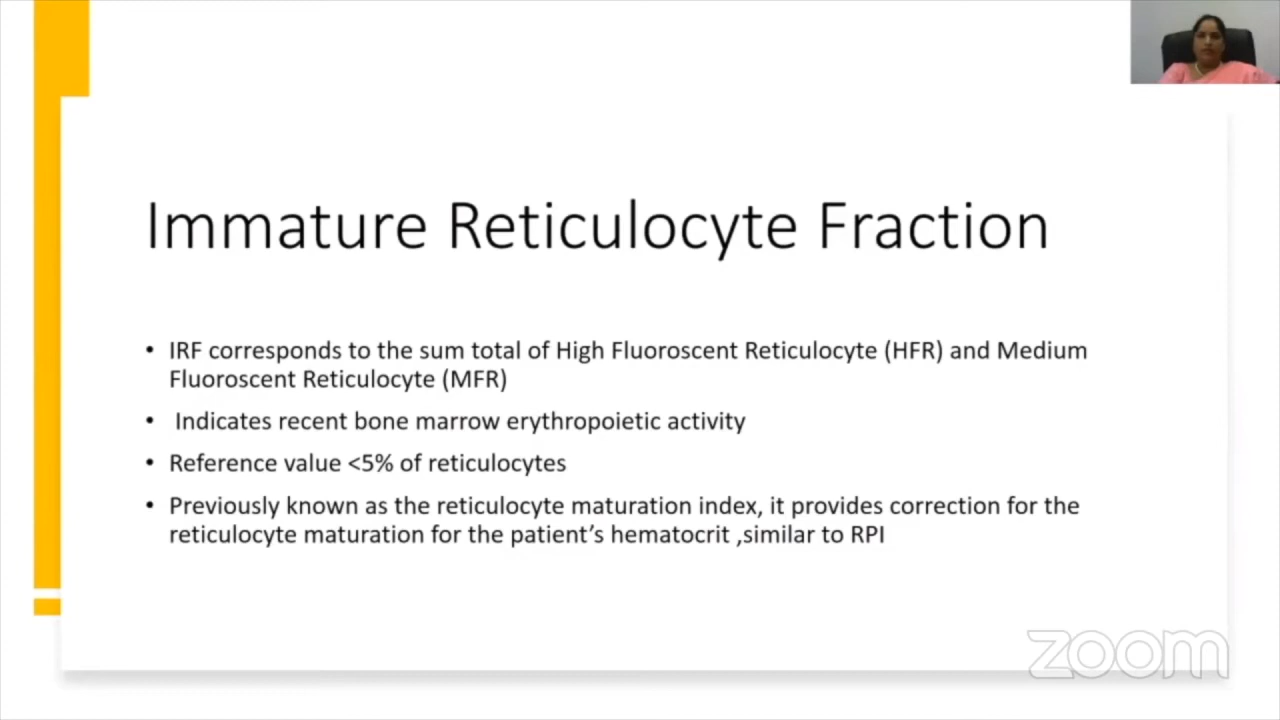 Immature Reticulocyte Fraction
• IRF corresponds to the sum total of High Fluoroscent Reticulocyte (HFR) and Medium
Fluoroscent Reticulocyte (MFR)
• Indicates recent bone marrow erythropoietic activity
• Reference value <5% of reticulocytes
• Previously known as the reticulocyte maturation index, it provides correction for the
reticulocyte maturation for the patient’s hematocrit ,similar to RPI
zoom